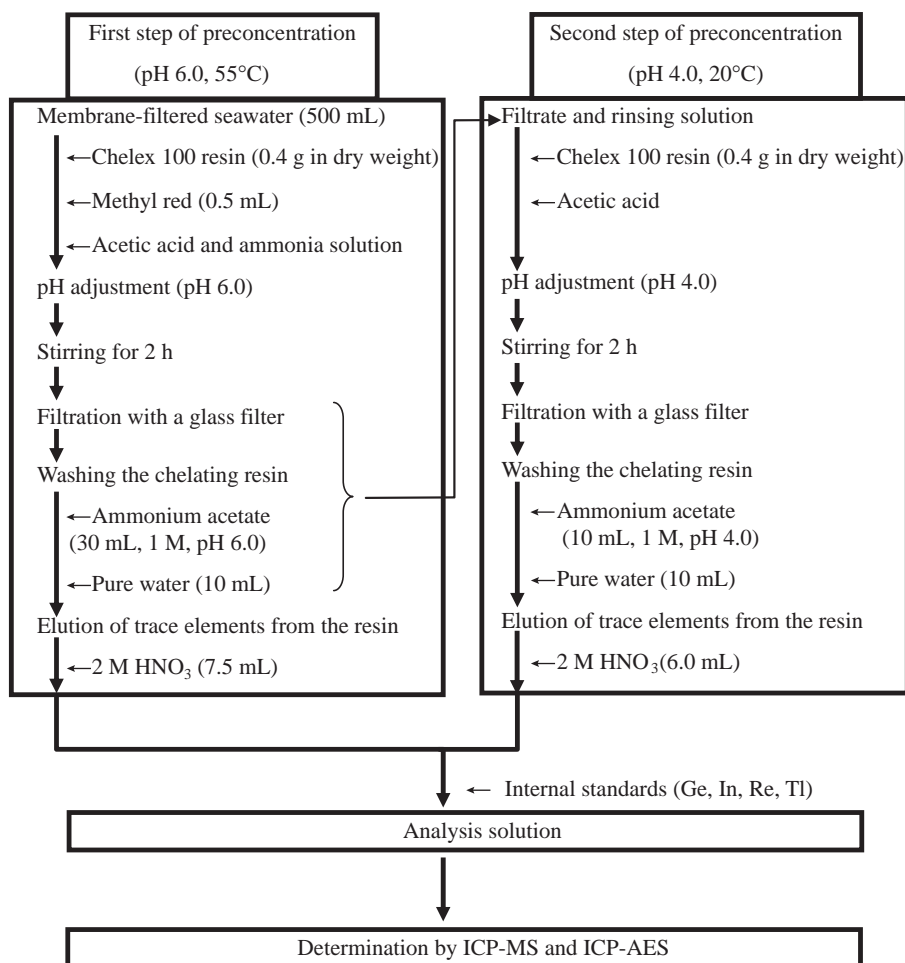 First step of preconcentration
(pH 6.0, 55°C)
Membrane-filtered seawater (500 mL)
Chelex 100 resin (0.4 g in dry weight)
Methyl red (0.5 mL)
Acetic acid and ammonia solution
pH adjustment (pH 6.0)
Stirring for 2 h
Filtration with a glass filter
Washing the chelating resin
Ammonium acetate
(30 mL, 1 M, pH 6.0)
Pure water (10 mL)
Elution of trace elements from the resin
2 M HNO₃ (7.5 mL)
Second step of preconcentration
(pH 4.0, 20°C)
Filtrate and rinsing solution
Chelex 100 resin (0.4 g in dry weight)
Acetic acid
pH adjustment (pH 4.0)
Stirring for 2 h
Filtration with a glass filter
Washing the chelating resin
Ammonium acetate
(10 mL, 1 M, pH 4.0)
Pure water (10 mL)
Elution of trace elements from the resin
2 M HNO₃(6.0 mL)
Internal standards (Ge, In, Re, Tl)
Analysis solution
Determination by ICP-MS and ICP-AES